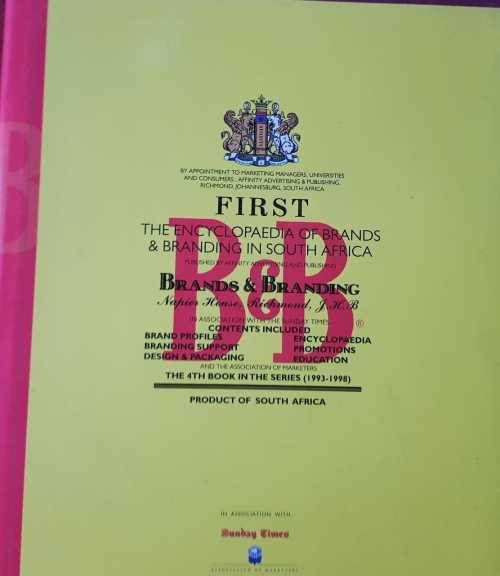 BY APPOINTMENT TO MARKETING MANAGERS, UNIVERSITIES
AND CONSUMERS., AFFINITY ADVERTISING & PUBLISHING,
RICHMOND, JOHANNESBURG, SOUTH AFRICA
FIRST
THE ENCYCLOPAEDIA OF BRANDS
& BRANDING IN SOUTH AFRICA
PUBLISHED BY AFFINITY ADVERTISING AND PUBLISHING
B&B®
BRANDS & BRANDING
Napier House, Richmond, J.H.B
IN ASSOCIATION WITH THE SUNDAY TIMES
CONTENTS INCLUDED
BRAND PROFILES ENCYCLOPAEDIA
BRANDING SUPPORT PROMOTIONS
DESIGN & PACKAGING EDUCATION
AND THE ASSOCIATION OF MARKETERS
THE 4TH BOOK IN THE SERIES (1993-1998)
PRODUCT OF SOUTH AFRICA
IN ASSOCIATION WITH
Sunday Times
ASSOCIATION OF MARKETERS